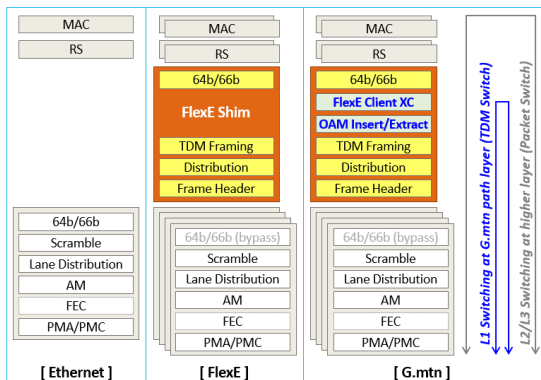 MAC
RS
64b/66b
Scramble
Lane Distribution
AM
FEC
PMA/PMC
[ Ethernet ]
MAC
RS
64b/66b
FlexE Shim
TDM Framing
Distribution
Frame Header
64b/66b (bypass)
Scramble
Lane Distribution
AM
FEC
PMA/PMC
[ FlexE ]
MAC
RS
64b/66b
FlexE Client XC
OAM Insert/Extract
TDM Framing
Distribution
Frame Header
64b/66b (bypass)
Scramble
Lane Distribution
AM
FEC
PMA/PMC
[ G.mtn ]
L1 Switching at G.mtn path layer (TDM Switch)
L2/L3 Switching at higher layer (Packet Switch)